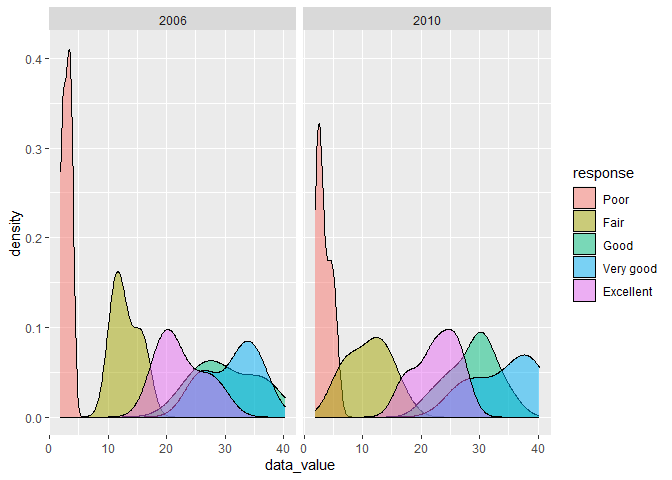 2006 2010
density
0.4
0.3
0.2
0.1
0.0
0 10 20 30 40 0 10 20 30 40
data_value
response
Poor
Fair
Good
Very good
Excellent